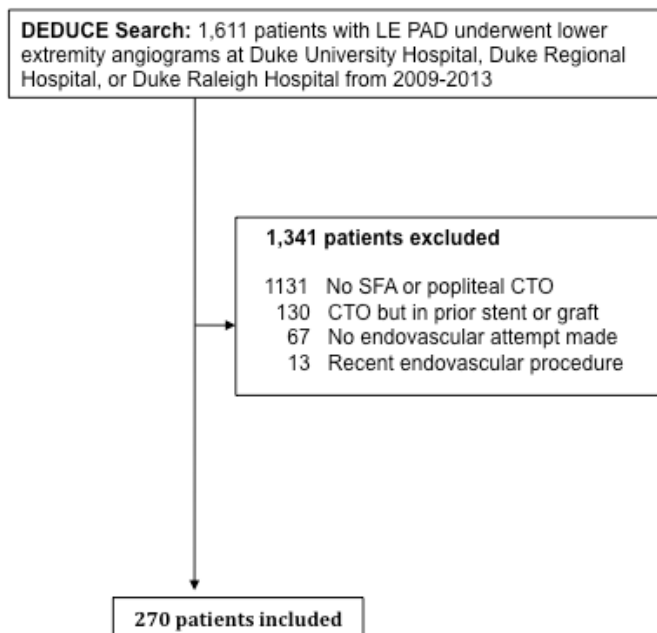 DEDUCE Search: 1,611 patients with LE PAD underwent lower
extremity angiograms at Duke University Hospital, Duke Regional
Hospital, or Duke Raleigh Hospital from 2009-2013
1,341 patients excluded
1131 No SFA or popliteal CTO
130 CTO but in prior stent or graft
67 No endovascular attempt made
13 Recent endovascular procedure
270 patients included